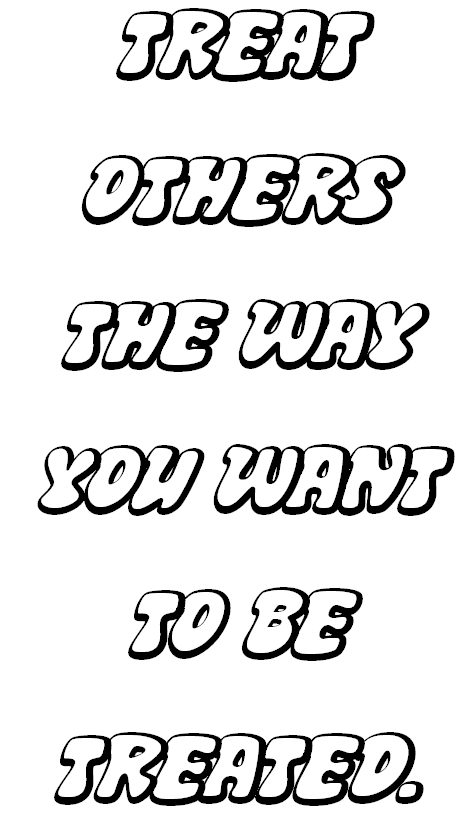 TREAT
OTHERS
THE WAY
YOU WANT
TO BE
TREATED.